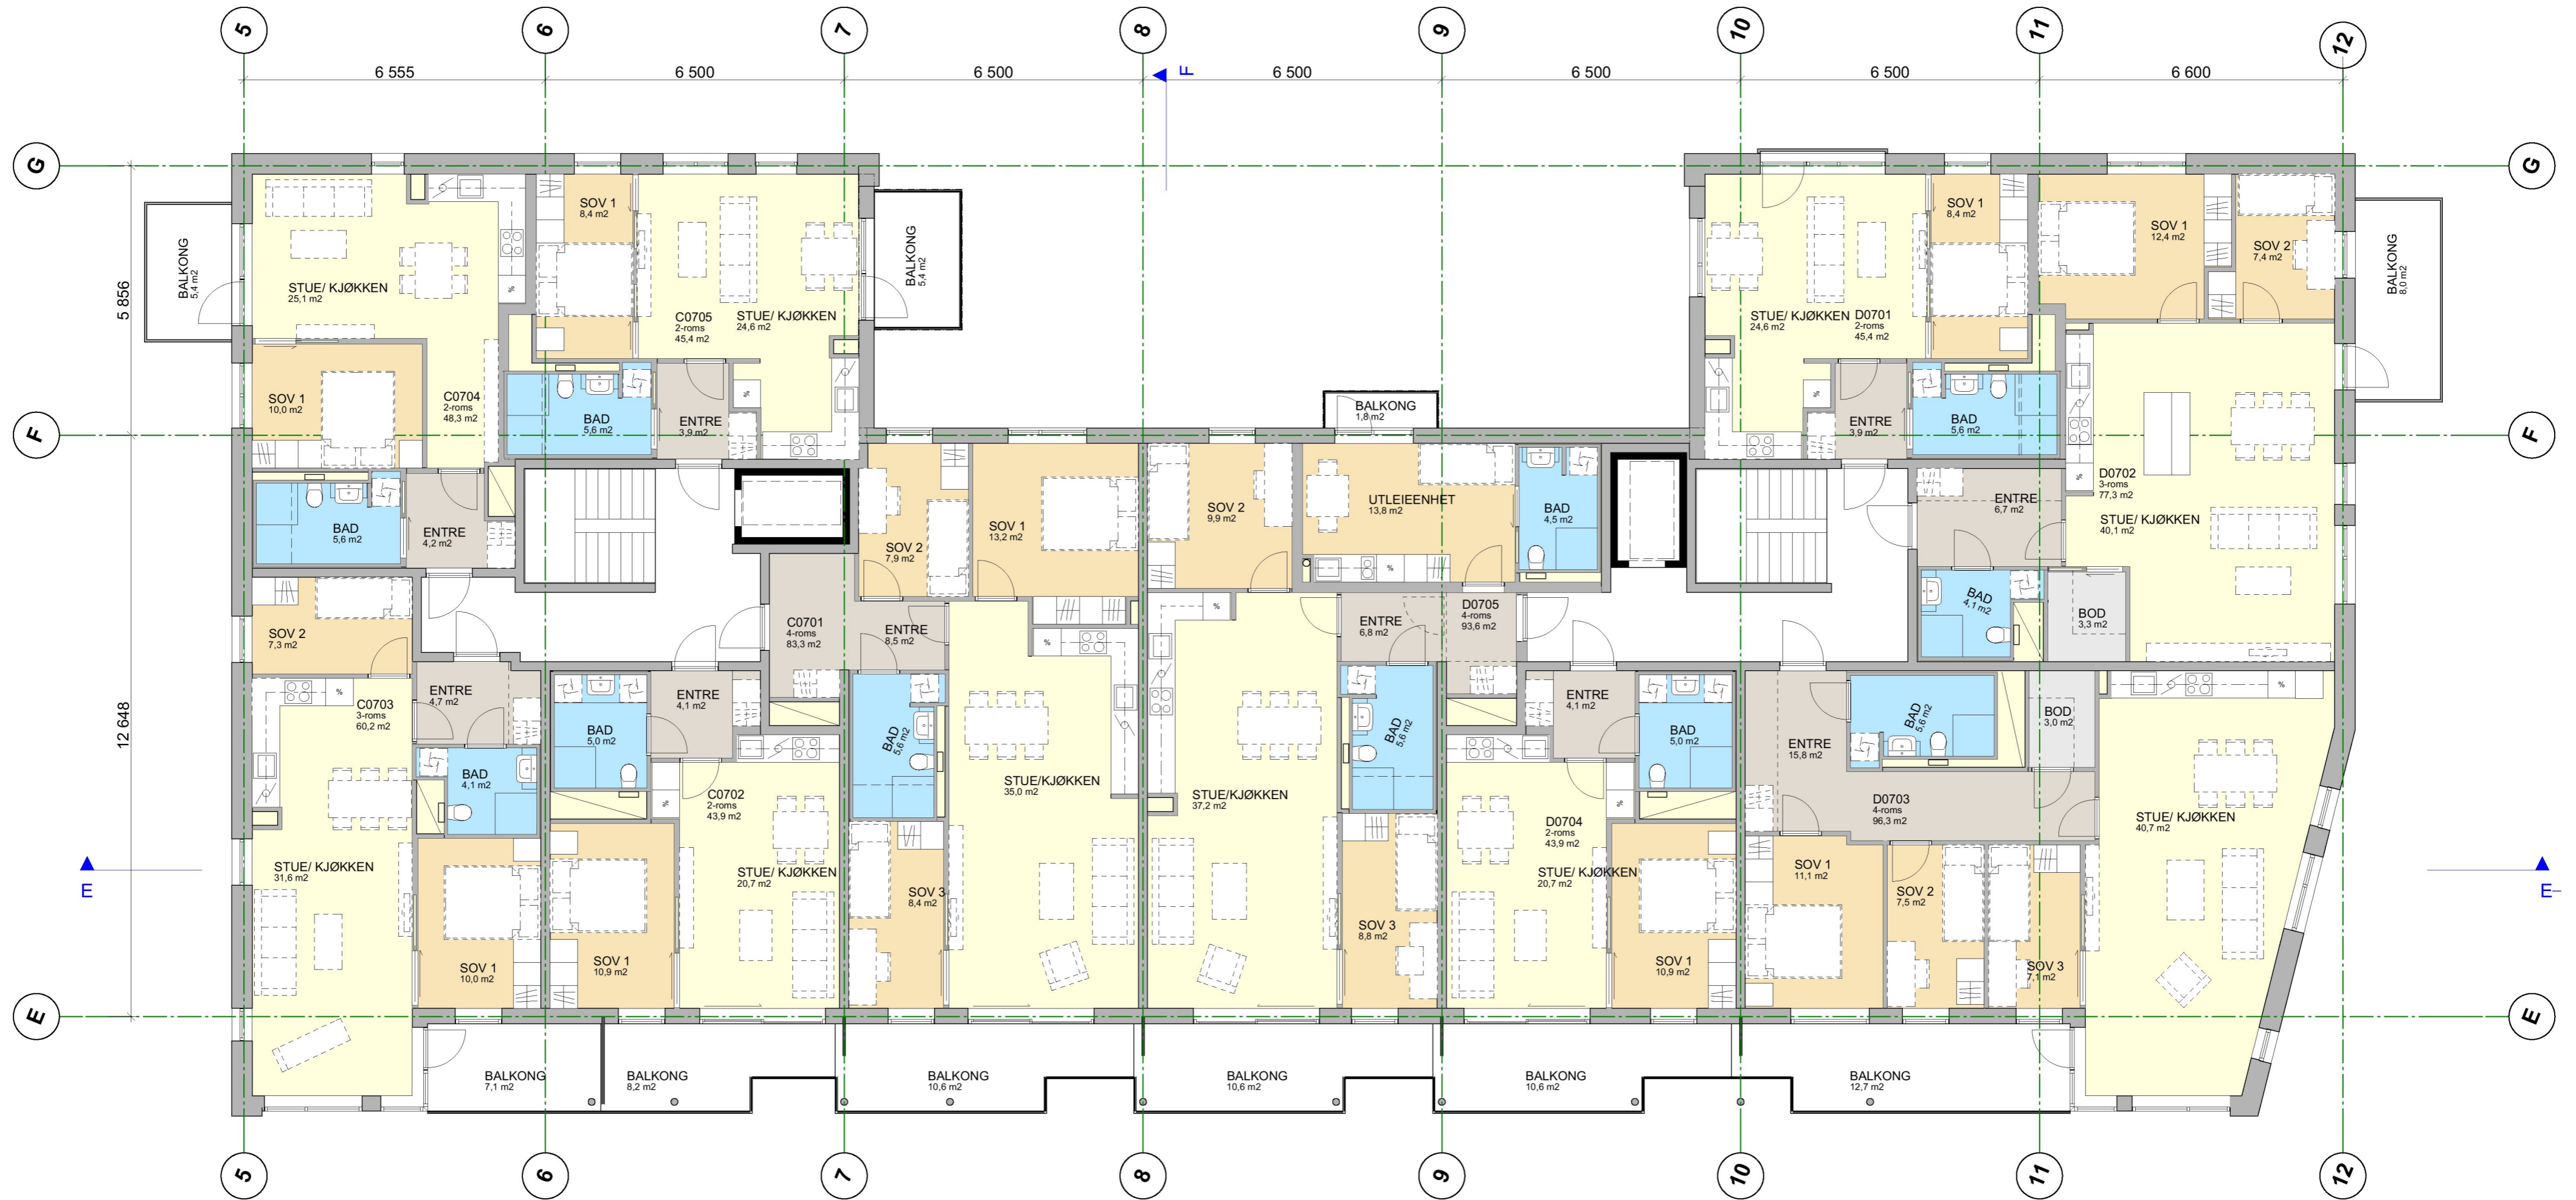 5 6 7 8 9 10 11 12
6 555 6 500 6 500 6 500 6 500 6 500 6 600
F
G G
F F
E E
5 856
12 648
E
E
BALKONG
5,4 m2
STUE/ KJØKKEN
25,1 m2
SOV 1
10,0 m2
C0704
2-roms
48,3 m2
BAD
5,6 m2
ENTRE
4,2 m2
SOV 1
8,4 m2
C0705
2-roms
45,4 m2
STUE/ KJØKKEN
24,6 m2
BAD
5,6 m2
ENTRE
3,9 m2
BALKONG
5,4 m2
SOV 2
7,9 m2
SOV 1
13,2 m2
C0701
4-roms
83,3 m2
ENTRE
8,5 m2
BAD
5,6 m2
STUE/KJØKKEN
35,0 m2
SOV 3
8,4 m2
SOV 2
7,3 m2
C0703
3-roms
60,2 m2
ENTRE
4,7 m2
BAD
4,1 m2
STUE/ KJØKKEN
31,6 m2
SOV 1
10,0 m2
BAD
5,0 m2
ENTRE
4,1 m2
C0702
2-roms
43,9 m2
STUE/ KJØKKEN
20,7 m2
SOV 1
10,9 m2
SOV 2
9,9 m2
BALKONG
1,8 m2
UTLEIEENHET
13,8 m2
BAD
4,5 m2
ENTRE
6,8 m2
D0705
4-roms
93,6 m2
BAD
5,6 m2
STUE/KJØKKEN
37,2 m2
SOV 3
8,8 m2
ENTRE
4,1 m2
BAD
5,0 m2
D0704
2-roms
43,9 m2
STUE/ KJØKKEN
20,7 m2
SOV 1
10,9 m2
STUE/ KJØKKEN
24,6 m2
D0701
2-roms
45,4 m2
SOV 1
8,4 m2
ENTRE
3,9 m2
BAD
5,6 m2
SOV 1
12,4 m2
SOV 2
7,4 m2
BALKONG
8,0 m2
D0702
3-roms
77,3 m2
STUE/ KJØKKEN
40,1 m2
ENTRE
6,7 m2
BAD
4,1 m2
BOD
3,3 m2
BAD
5,6 m2
BOD
3,0 m2
ENTRE
15,8 m2
D0703
4-roms
96,3 m2
STUE/ KJØKKEN
40,7 m2
SOV 1
11,1 m2
SOV 2
7,5 m2
SOV 3
7,1 m2
BALKONG
7,1 m2
BALKONG
8,2 m2
BALKONG
10,6 m2
BALKONG
10,6 m2
BALKONG
10,6 m2
BALKONG
12,7 m2
5 6 7 8 9 10 11 12